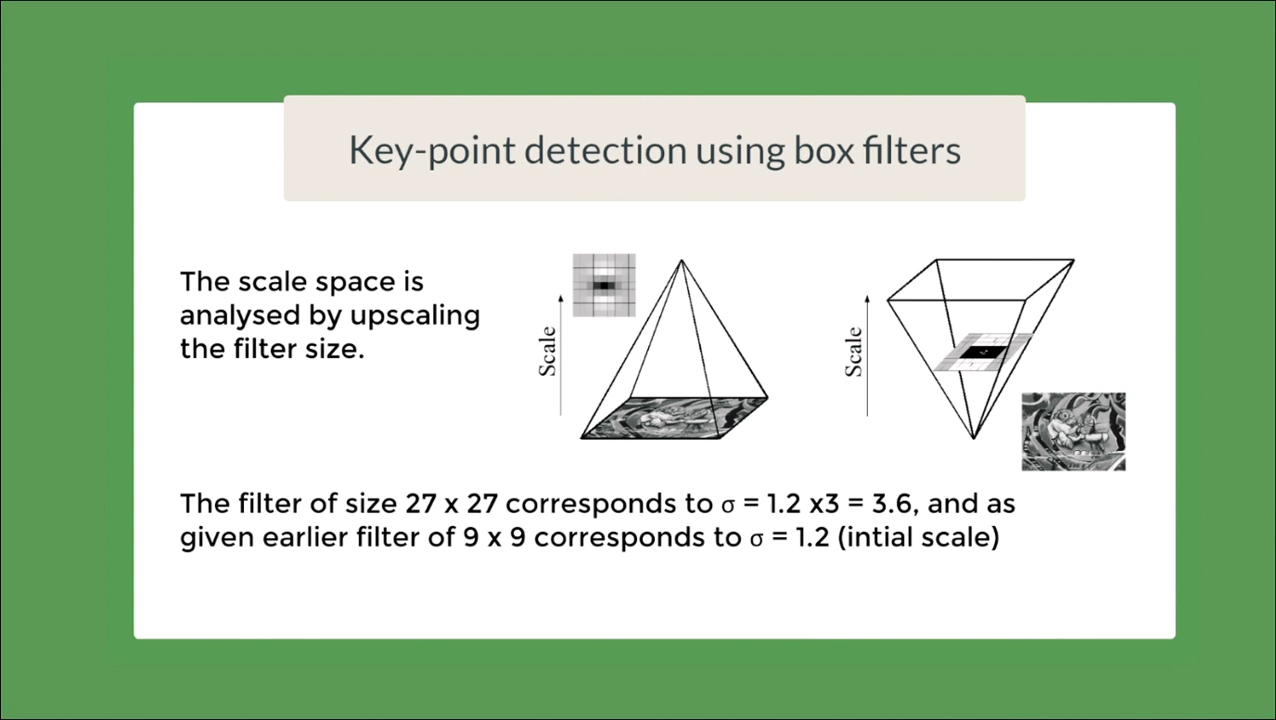 Key-point detection using box filters
The scale space is
analysed by upscaling
the filter size.
Scale
Scale
The filter of size 27 x 27 corresponds to σ = 1.2 x3 = 3.6, and as
given earlier filter of 9 x 9 corresponds to σ = 1.2 (intial scale)